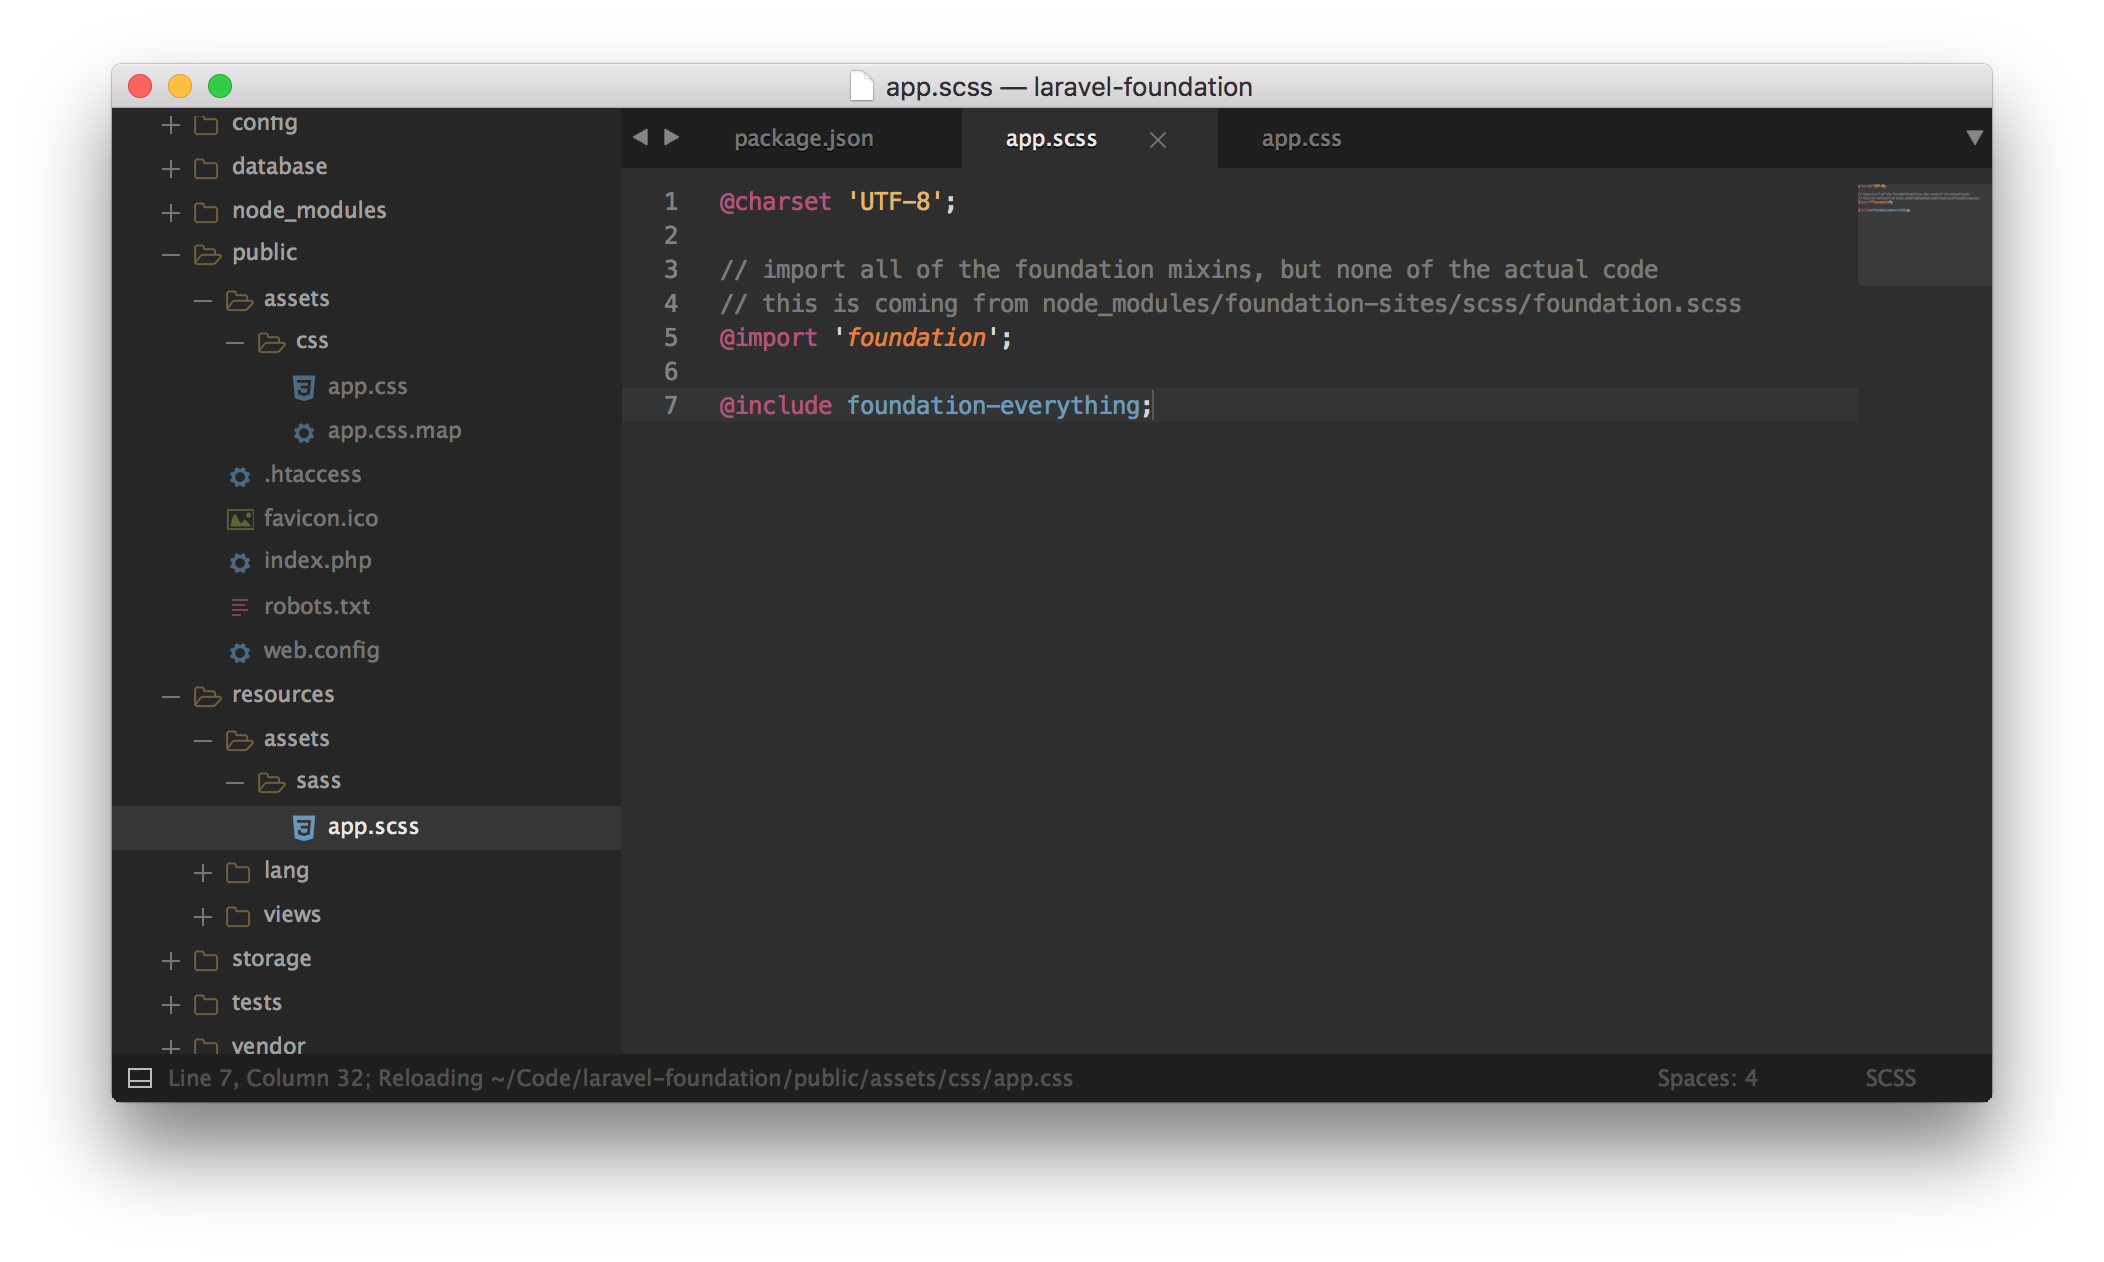 app.scss — laravel-foundation
config
database
node_modules
public
assets
css
app.css
app.css.map
.htaccess
favicon.ico
index.php
robots.txt
web.config
resources
assets
sass
app.scss
lang
views
storage
tests
vendor
package.json app.scss app.css
1 @charset 'UTF-8';
2
3 // import all of the foundation mixins, but none of the actual code
4 // this is coming from node_modules/foundation-sites/scss/foundation.scss
5 @import 'foundation';
6
7 @include foundation-everything;
Line 7, Column 32; Reloading ~/Code/laravel-foundation/public/assets/css/app.css
Spaces: 4
SCSS